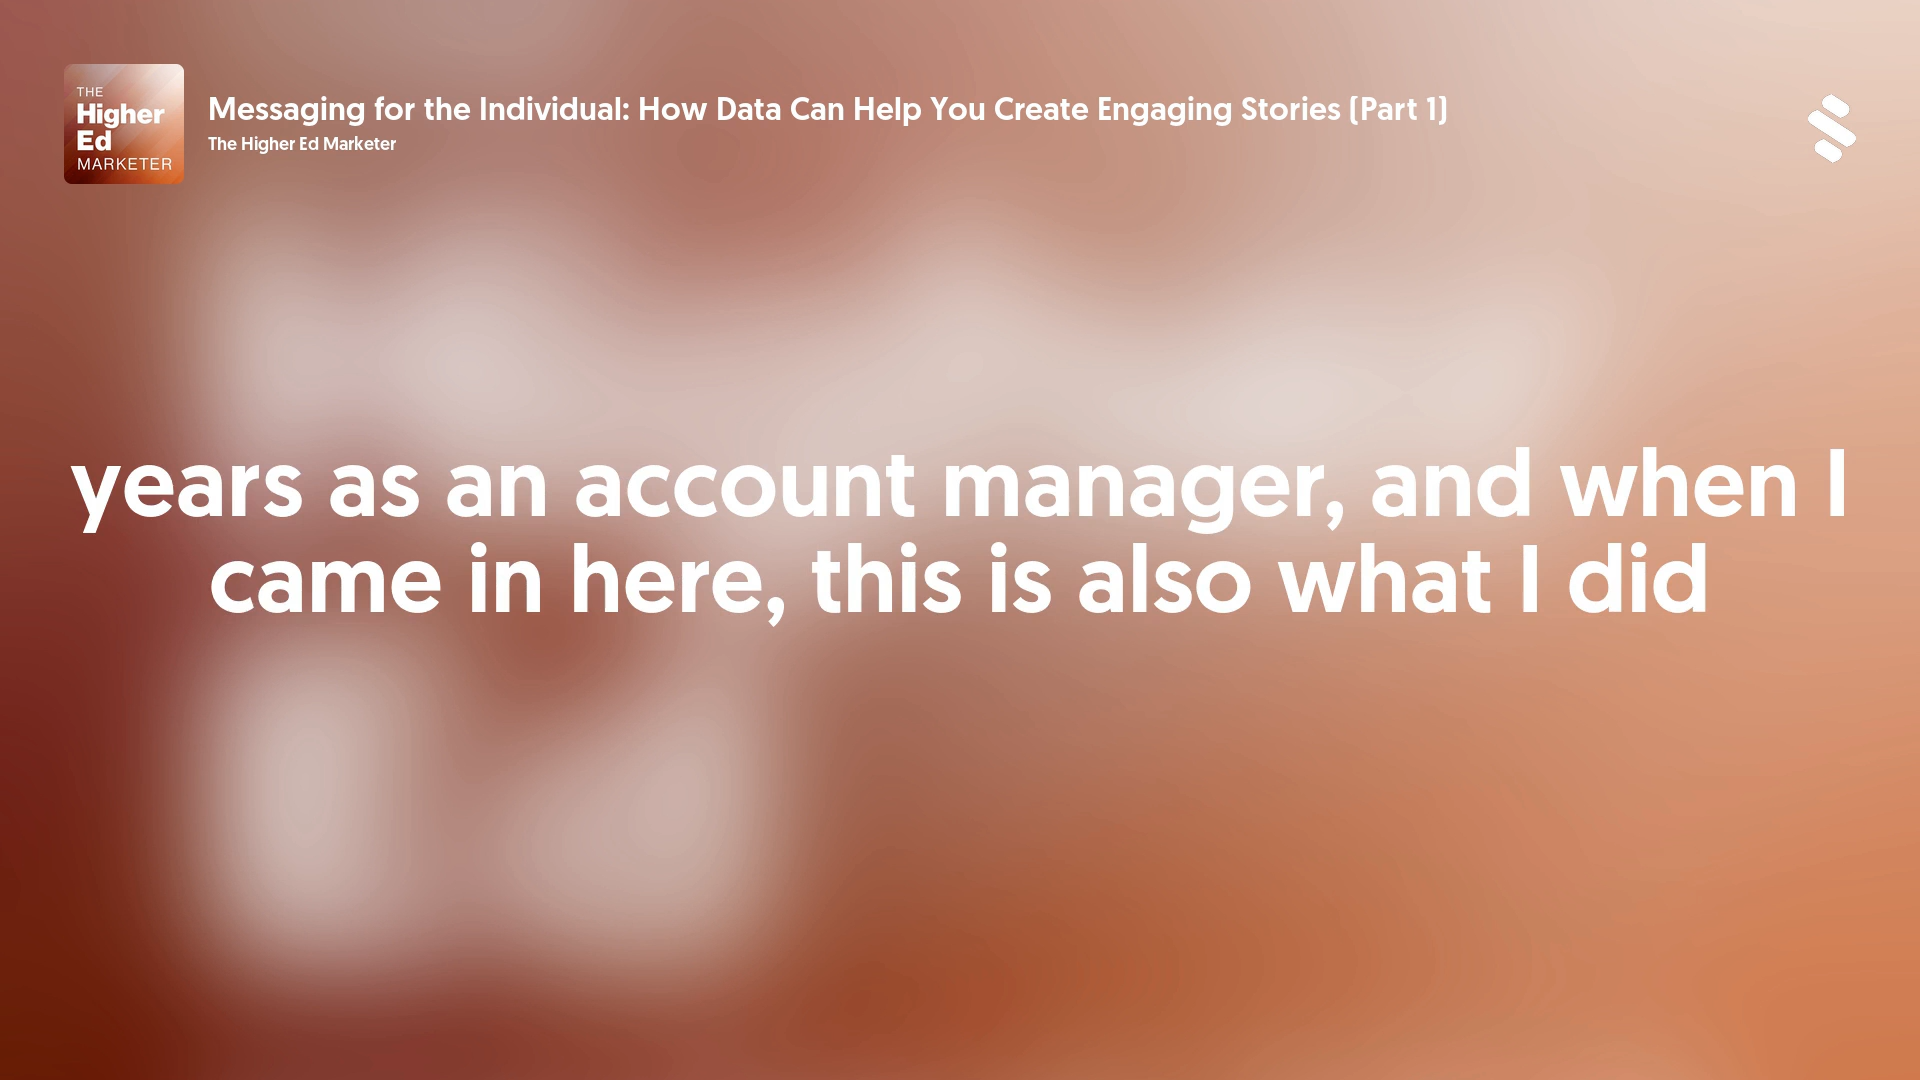 THE
Higher
Ed
MARKETER
Messaging for the Individual: How Data Can Help You Create Engaging Stories (Part 1)
The Higher Ed Marketer
years as an account manager, and when I
came in here, this is also what I did